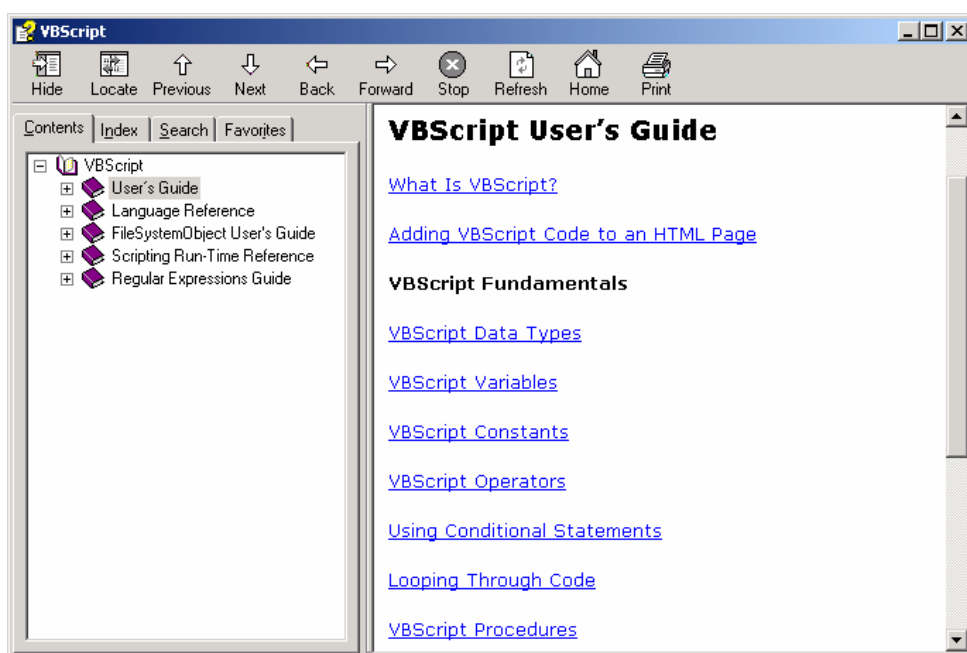 VBScript
Hide Locate Previous Next Back Forward Stop Refresh Home Print
Contents Index Search Favorites
VBScript
User's Guide
Language Reference
FileSystemObject User's Guide
Scripting Run-Time Reference
Regular Expressions Guide
VBScript User's Guide
What Is VBScript?
Adding VBScript Code to an HTML Page
VBScript Fundamentals
VBScript Data Types
VBScript Variables
VBScript Constants
VBScript Operators
Using Conditional Statements
Looping Through Code
VBScript Procedures